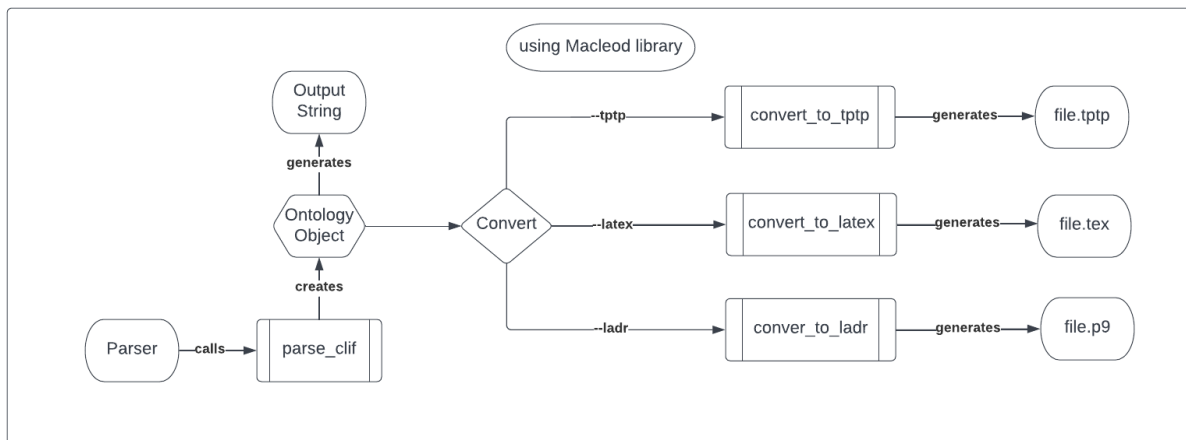 using Macleod library
Output
String
--tptp
convert_to_tptp
generates
file.tptp
generates
Ontology
Object
Convert
--latex
convert_to_latex
generates
file.tex
creates
--ladr
conver_to_ladr
generates
file.p9
Parser
calls
parse_clif